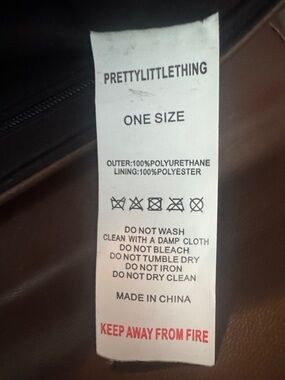 PRETTYLITTLETHING
ONE SIZE
OUTER:100%POLYURETHANE
LINING:100%POLYESTER
DO NOT WASH
CLEAN WITH A DAMP CLOTH
DO NOT BLEACH
DO NOT TUMBLE DRY
DO NOT IRON
DO NOT DRY CLEAN
MADE IN CHINA
KEEP AWAY FROM FIRE